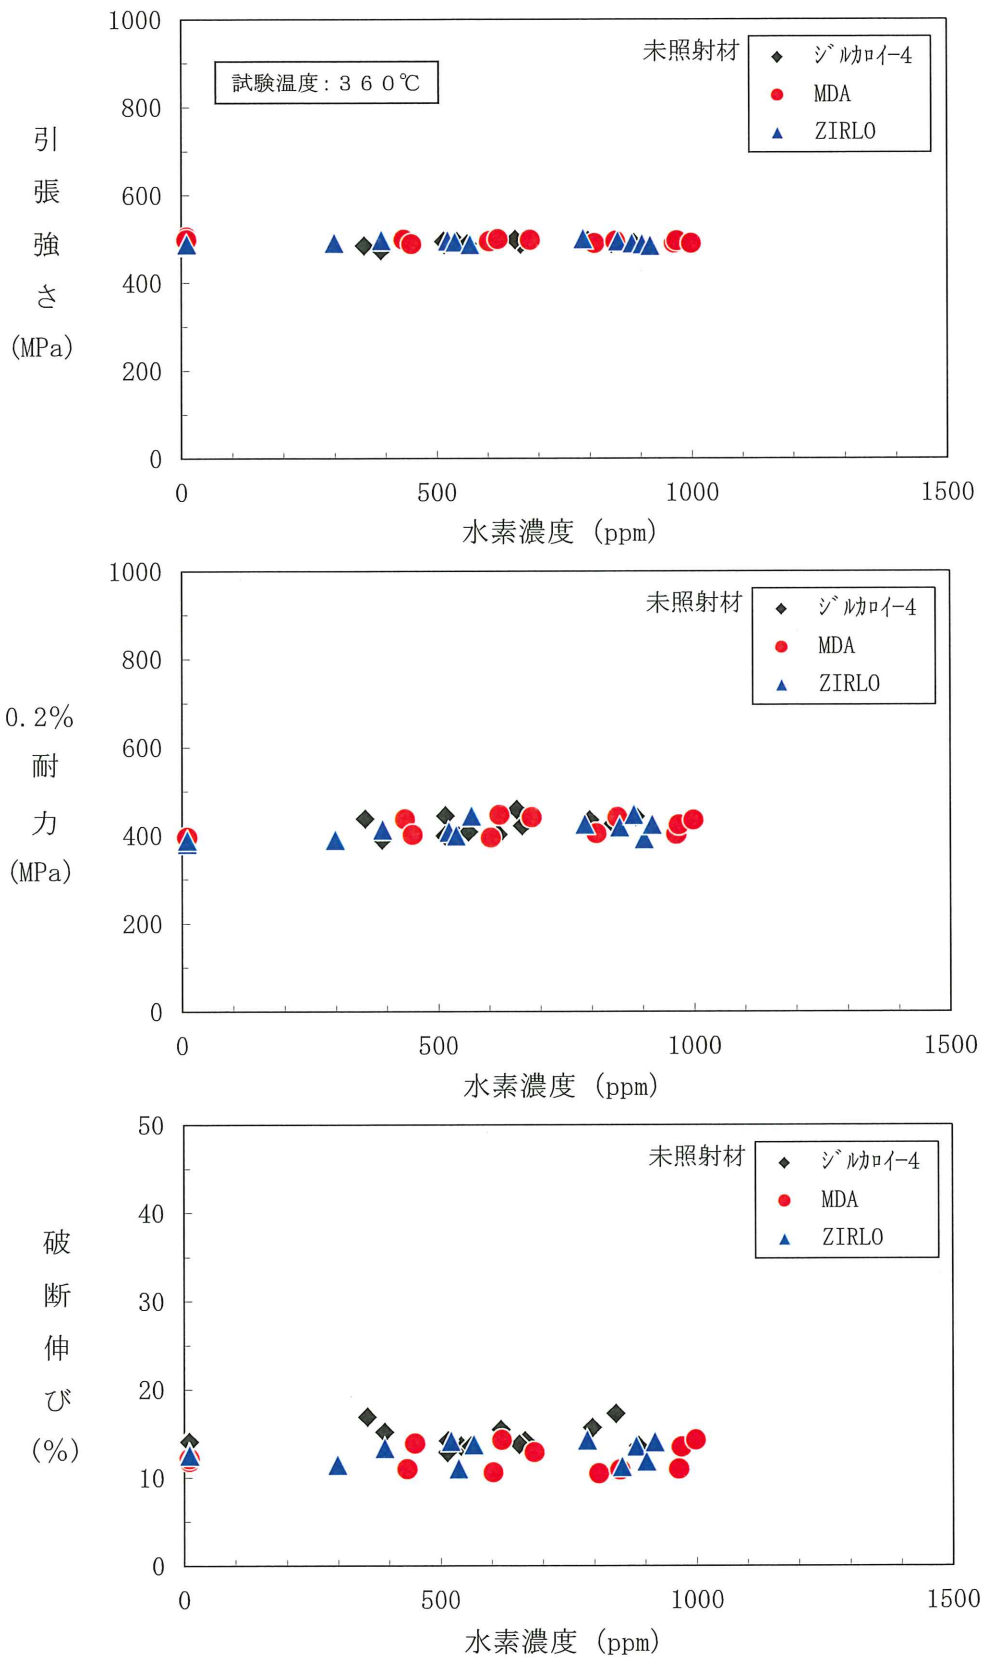 1000
800
600
400
200
0
引
張
強
さ
(MPa)
試験温度：３６０℃
未照射材
ｼﾞﾙｶﾛｲ-4
MDA
ZIRLO
0
500
1000
1500
水素濃度 (ppm)
1000
800
600
400
200
0
0.2%
耐
力
(MPa)
未照射材
ｼﾞﾙｶﾛｲ-4
MDA
ZIRLO
0
500
1000
1500
水素濃度 (ppm)
50
40
30
20
10
0
破
断
伸
び
(%)
未照射材
ｼﾞﾙｶﾛｲ-4
MDA
ZIRLO
0
500
1000
1500
水素濃度 (ppm)